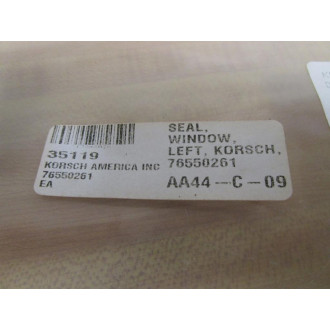 35119
KORSCH AMERICA INC
76550261
EA
SEAL,
WINDOW,
LEFT, KORSCH,
76550261
AA44-C-09